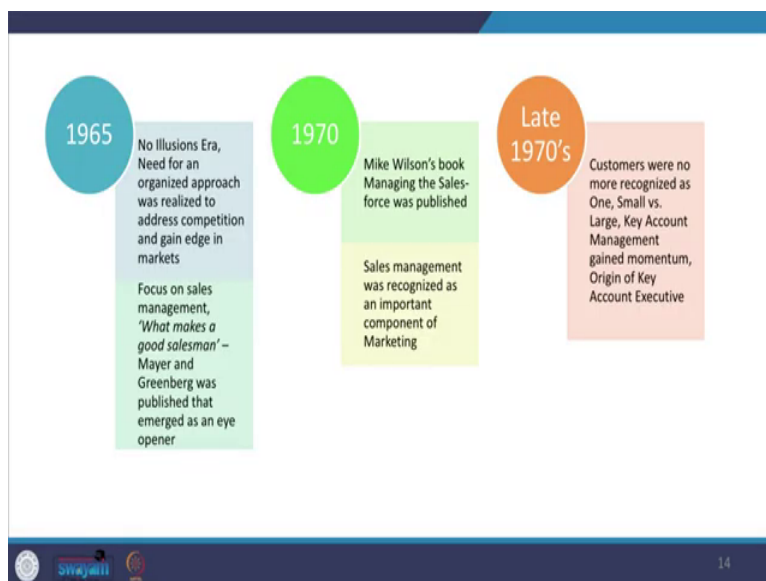 1965
No Illusions Era,
Need for an
organized approach
was realized to
address competition
and gain edge in
markets
Focus on sales
management,
‘What makes a
good salesman’ –
Mayer and
Greenberg was
published that
emerged as an eye
opener
1970
Mike Wilson’s book
Managing the Sales-
force was published
Sales management
was recognized as
an important
component of
Marketing
Late
1970’s
Customers were no
more recognized as
One, Small vs.
Large, Key Account
Management
gained momentum,
Origin of Key
Account Executive
swayam
14